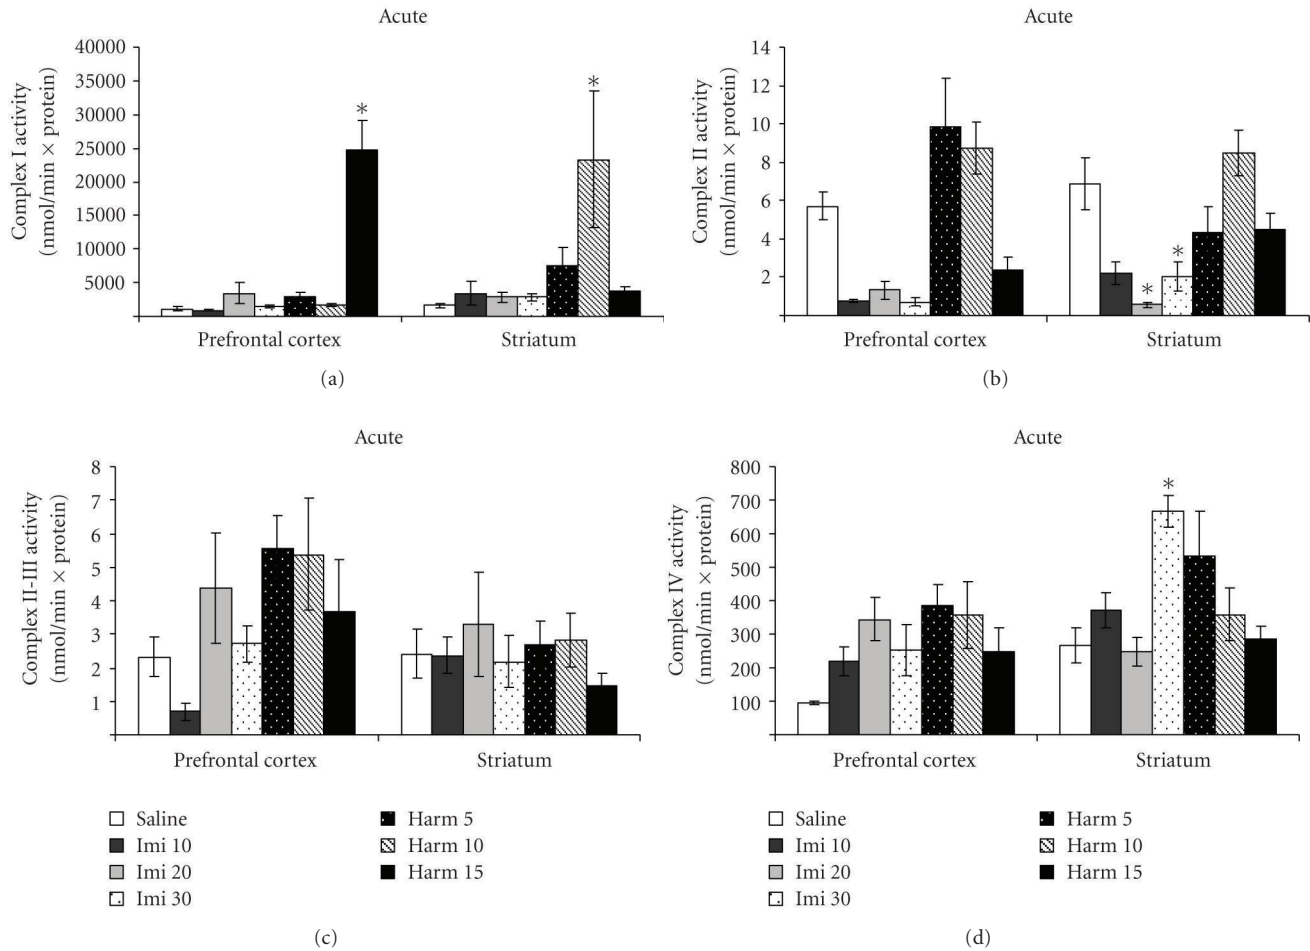 Acute
Complex I activity
(nmol/min × protein)
40000
35000
30000
25000
20000
15000
10000
5000
*
*
Prefrontal cortex
Striatum
(a)
Acute
Complex II activity
(nmol/min × protein)
14
12
10
8
6
4
2
*
*
Prefrontal cortex
Striatum
(b)
Acute
Complex II-III activity
(nmol/min × protein)
8
7
6
5
4
3
2
1
Prefrontal cortex
Striatum
Saline
Imi 10
Imi 20
Imi 30
Harm 5
Harm 10
Harm 15
(c)
Acute
Complex IV activity
(nmol/min × protein)
800
700
600
500
400
300
200
100
*
Prefrontal cortex
Striatum
Saline
Imi 10
Imi 20
Imi 30
Harm 5
Harm 10
Harm 15
(d)